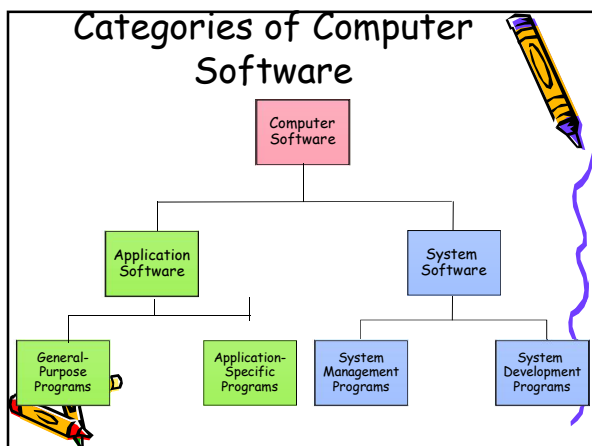 Categories of Computer
Software
Computer
Software
Application
Software
System
Software
General-
Purpose
Programs
Application-
Specific
Programs
System
Management
Programs
System
Development
Programs